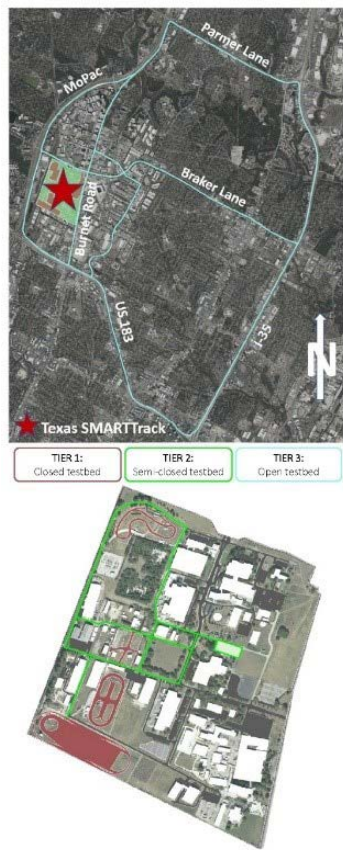 Parmer Lane
MoPac
Braker Lane
Burnet Road
US 183
I-35
N
Texas SMARTTrack
TIER 1:
Closed testbed
TIER 2:
Semi-closed testbed
TIER 3:
Open testbed